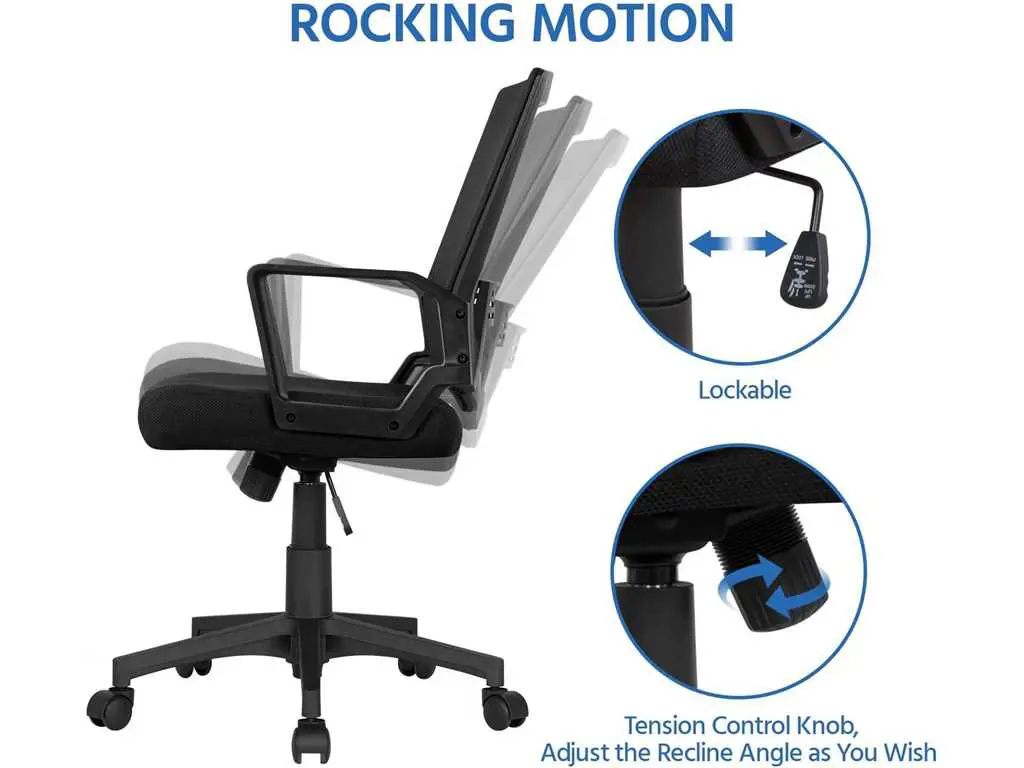 ROCKING MOTION
Lockable
Tension Control Knob,
Adjust the Recline Angle as You Wish